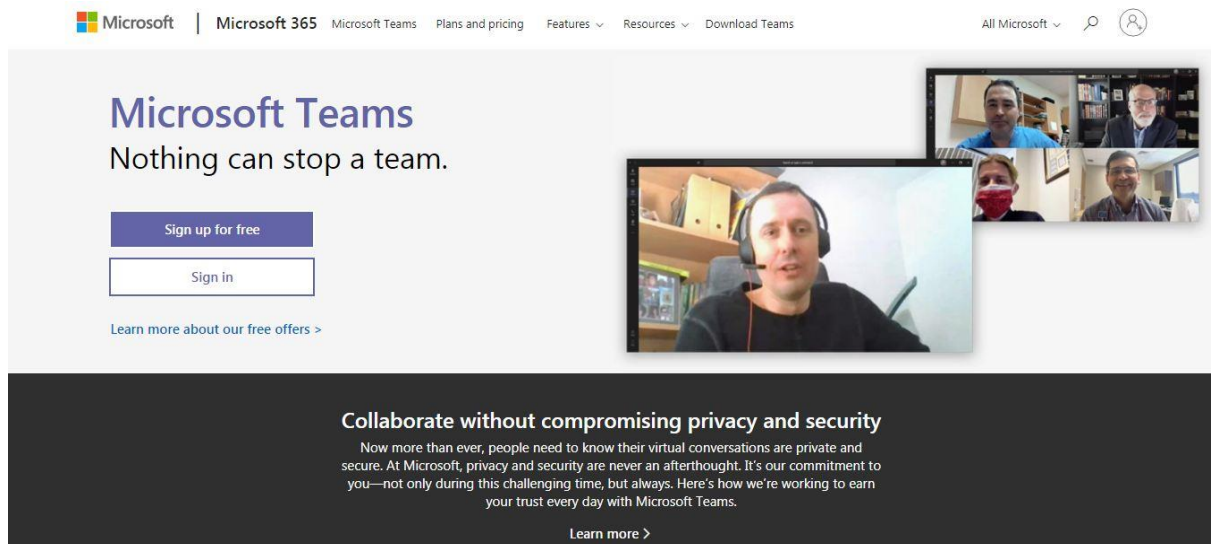 Microsoft | Microsoft 365 Microsoft Teams Plans and pricing Features Resources Download Teams All Microsoft
Microsoft Teams
Nothing can stop a team.
Sign up for free
Sign in
Learn more about our free offers >
Collaborate without compromising privacy and security
Now more than ever, people need to know their virtual conversations are private and
secure. At Microsoft, privacy and security are never an afterthought. It's our commitment to
you—not only during this challenging time, but always. Here's how we're working to earn
your trust every day with Microsoft Teams.
Learn more >